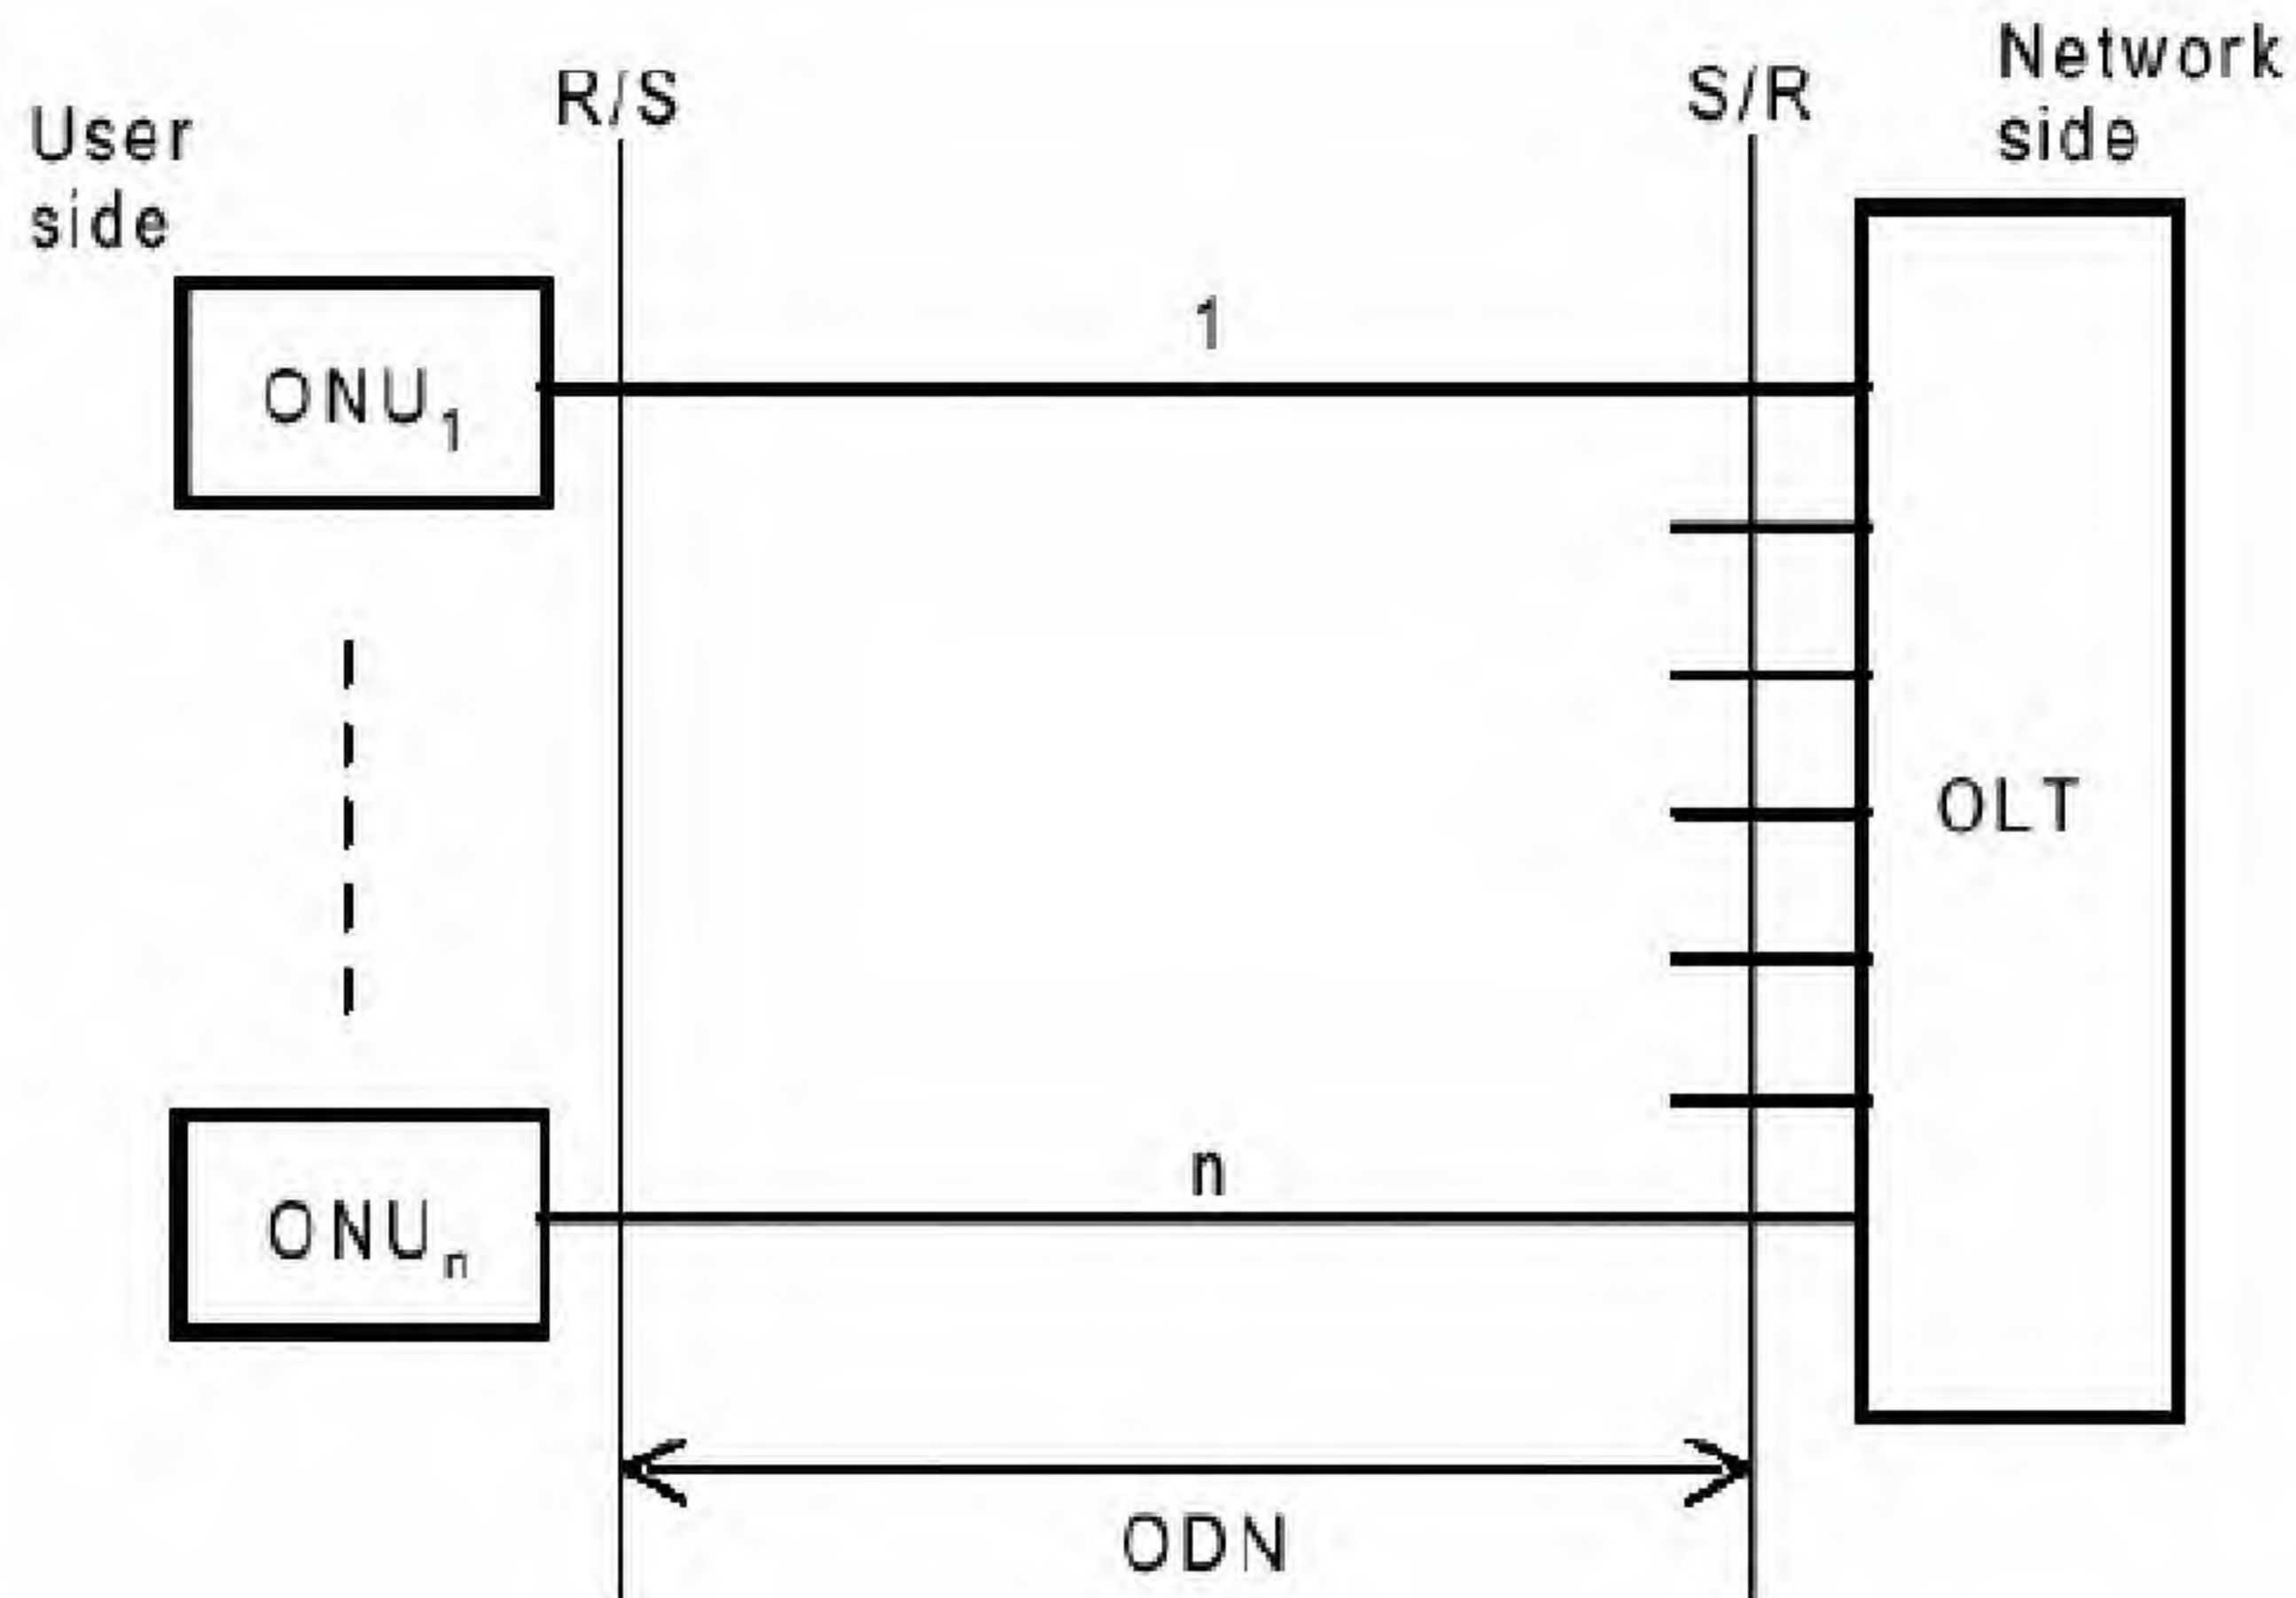 User
side
R/S
S/R
Network
side
1
ONU1
OLT
n
ONUn
ODN